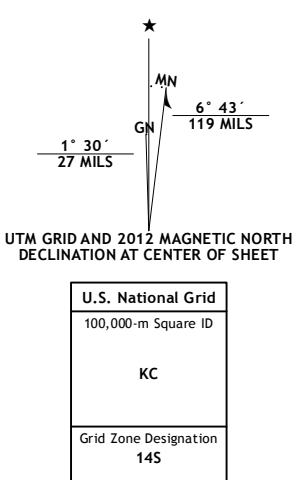 ★
MN
GN
6° 43´
119 MILS
1° 30´
27 MILS
UTM GRID AND 2012 MAGNETIC NORTH
DECLINATION AT CENTER OF SHEET
U.S. National Grid
100,000-m Square ID
KC
Grid Zone Designation
14S